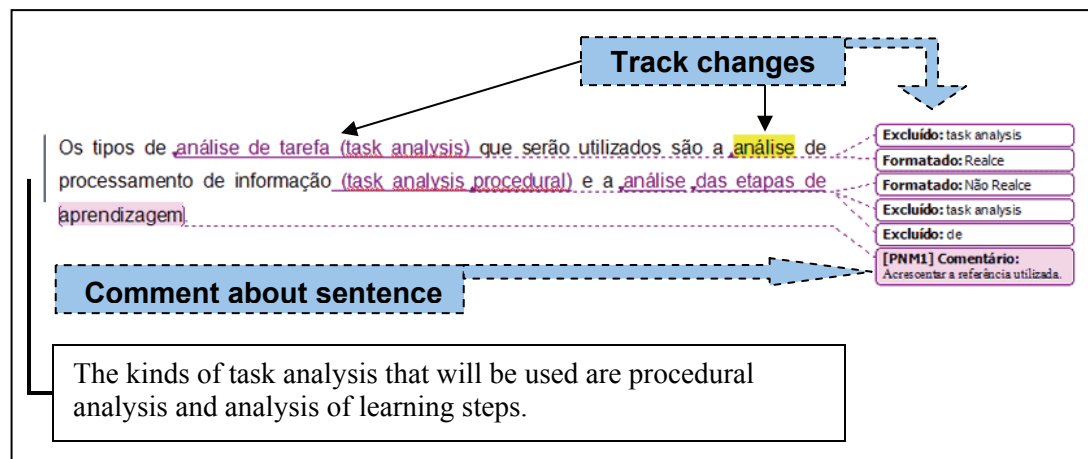 Track changes
Os tipos de análise de tarefa (task analysis) que serão utilizados são a análise de
processamento de informação (task analysis procedural) e a análise das etapas de
aprendizagem
Excluído: task analysis
Formatado: Realce
Formatado: Não Realce
Excluído: task analysis
Excluído: de
[PNM1] Comentário:
Acrescentar a referência utilizada.
Comment about sentence
The kinds of task analysis that will be used are procedural
analysis and analysis of learning steps.